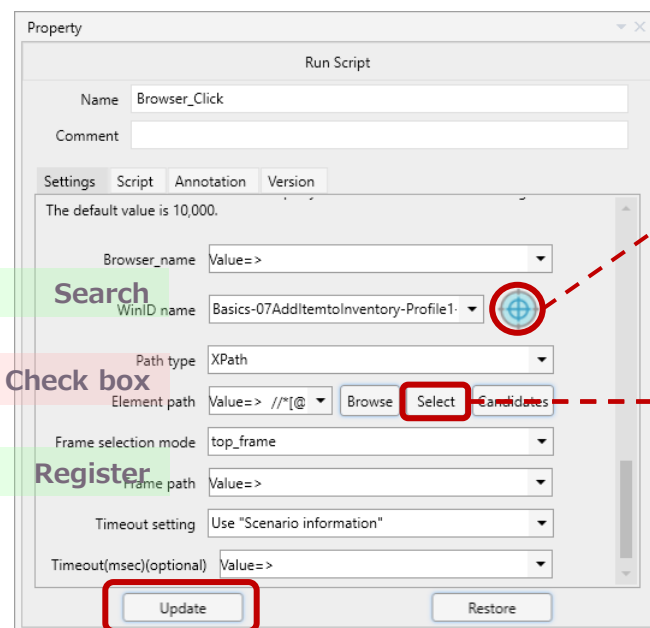 Property
Run Script
Name Browser_Click
Comment
Settings Script Annotation Version
The default value is 10,000.
Browser_name Value=>
Search
WinID name Basics-07AddItemtoInventory-Profile1-
Path type XPath
Check box
Element path Value=> //*[@ Browse Select Candidates
Frame selection mode top_frame
Register
Frame path Value=>
Timeout setting Use "Scenario information"
Timeout(msec)(optional) Value=>
Update Restore